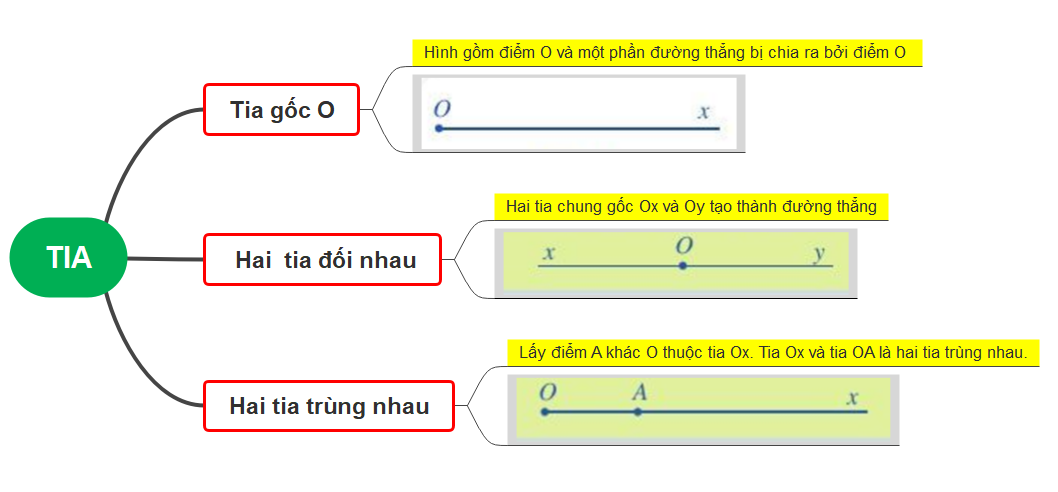 Hình gồm điểm O và một phần đường thẳng bị chia ra bởi điểm O
Tia gốc O
O x
Hai tia chung gốc Ox và Oy tạo thành đường thẳng
TIA
Hai tia đối nhau
x O y
Lấy điểm A khác O thuộc tia Ox. Tia Ox và tia OA là hai tia trùng nhau.
Hai tia trùng nhau
O A x